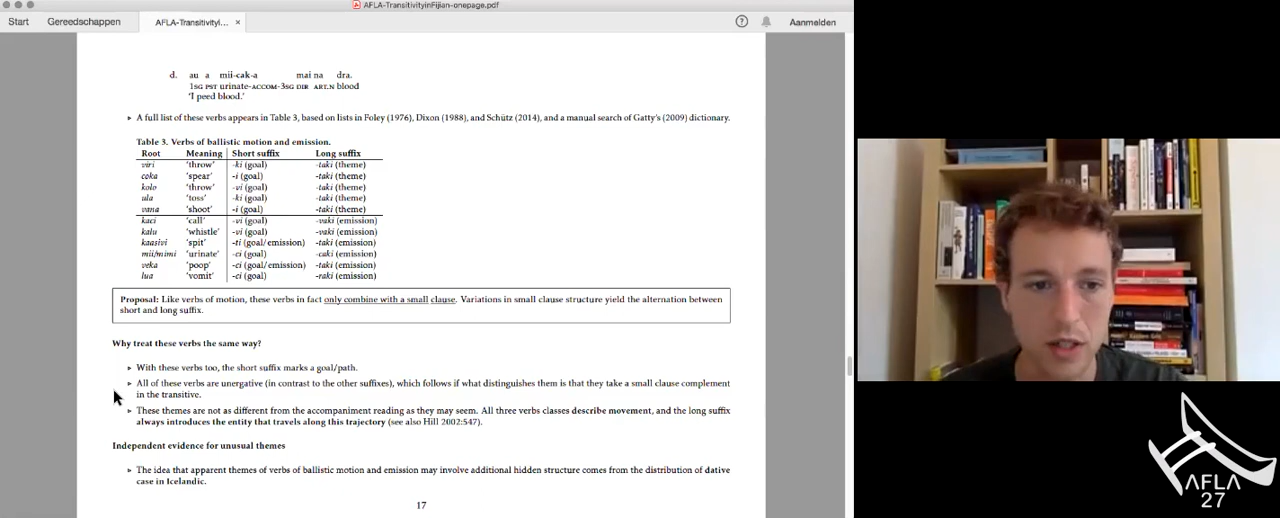 AFLA-TransitivityinFijian-onepage.pdf
Start Gereedschappen AFLA-TransitivityI... × Aanmelden
d. au a mii-cak-a mai na dra.
1SG PST urinate-ACCOM-3SG DIR ART.N blood
'I peed blood.'
▸ A full list of these verbs appears in Table 3, based on lists in Foley (1976), Dixon (1988), and Schütz (2014), and a manual search of Gatty's (2009) dictionary.
Table 3. Verbs of ballistic motion and emission.
Root Meaning Short suffix Long suffix
viri 'throw' -ki (goal) -taki (theme)
coka 'spear' -i (goal) -taki (theme)
kolo 'throw' -vi (goal) -taki (theme)
ula 'toss' -ki (goal) -taki (theme)
vana 'shoot' -i (goal) -taki (theme)
kaci 'call' -vi (goal) -vaki (emission)
kalu 'whistle' -vi (goal) -vaki (emission)
kaasivi 'spit' -ti (goal/emission) -taki (emission)
mii/mimi 'urinate' -ci (goal) -caki (emission)
veka 'poop' -ci (goal/emission) -taki (emission)
lua 'vomit' -ci (goal) -raki (emission)
Proposal: Like verbs of motion, these verbs in fact only combine with a small clause. Variations in small clause structure yield the alternation between
short and long suffix.
Why treat these verbs the same way?
▸ With these verbs too, the short suffix marks a goal/path.
▸ All of these verbs are unergative (in contrast to the other suffixes), which follows if what distinguishes them is that they take a small clause complement
in the transitive.
▸ These themes are not as different from the accompaniment reading as they may seem. All three verbs classes describe movement, and the long suffix
always introduces the entity that travels along this trajectory (see also Hill 2002:547).
Independent evidence for unusual themes
▸ The idea that apparent themes of verbs of ballistic motion and emission may involve additional hidden structure comes from the distribution of dative
case in Icelandic.
17
AFLA
27